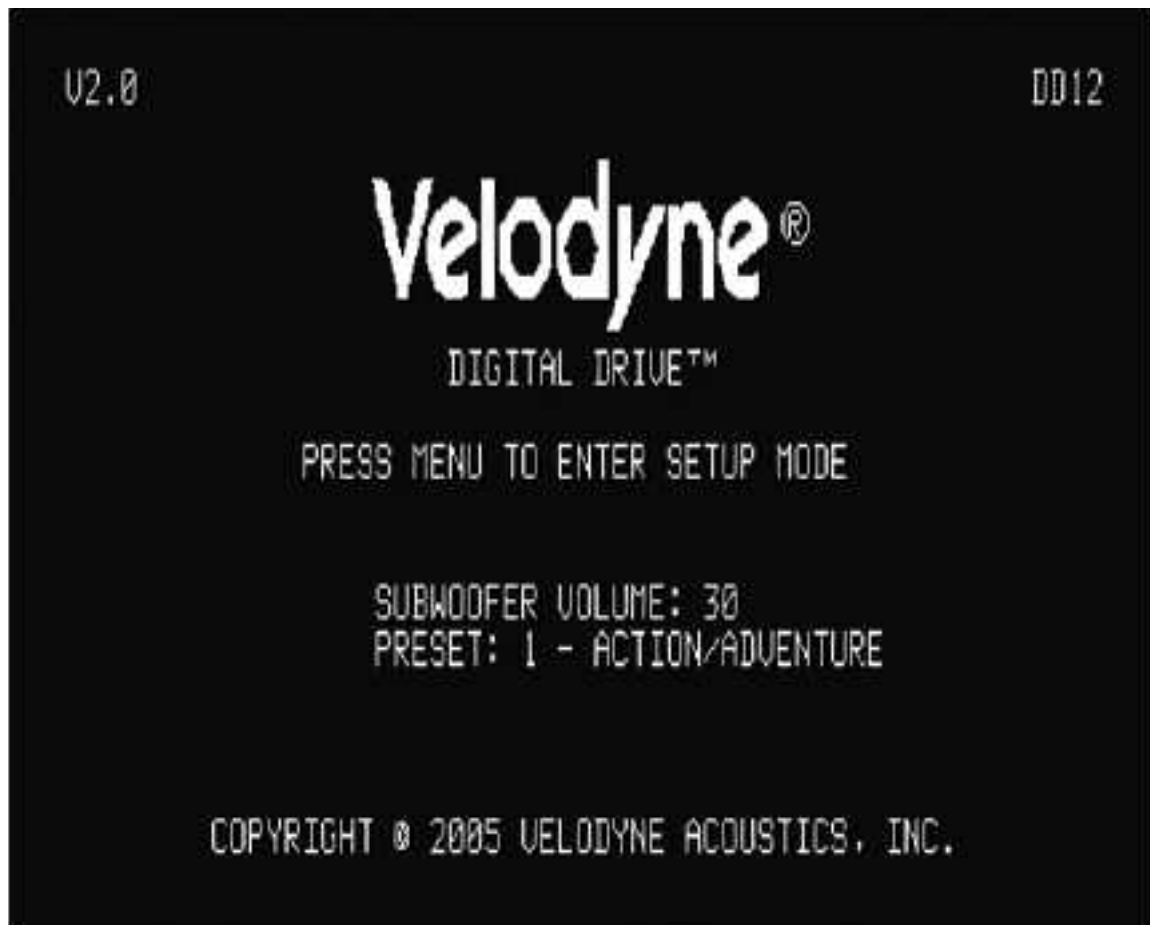 V2.0 DD12
Velodyne®
DIGITAL DRIVE™
PRESS MENU TO ENTER SETUP MODE
SUBWOOFER VOLUME: 30
PRESET: 1 - ACTION/ADVENTURE
COPYRIGHT © 2005 VELODYNE ACOUSTICS, INC.